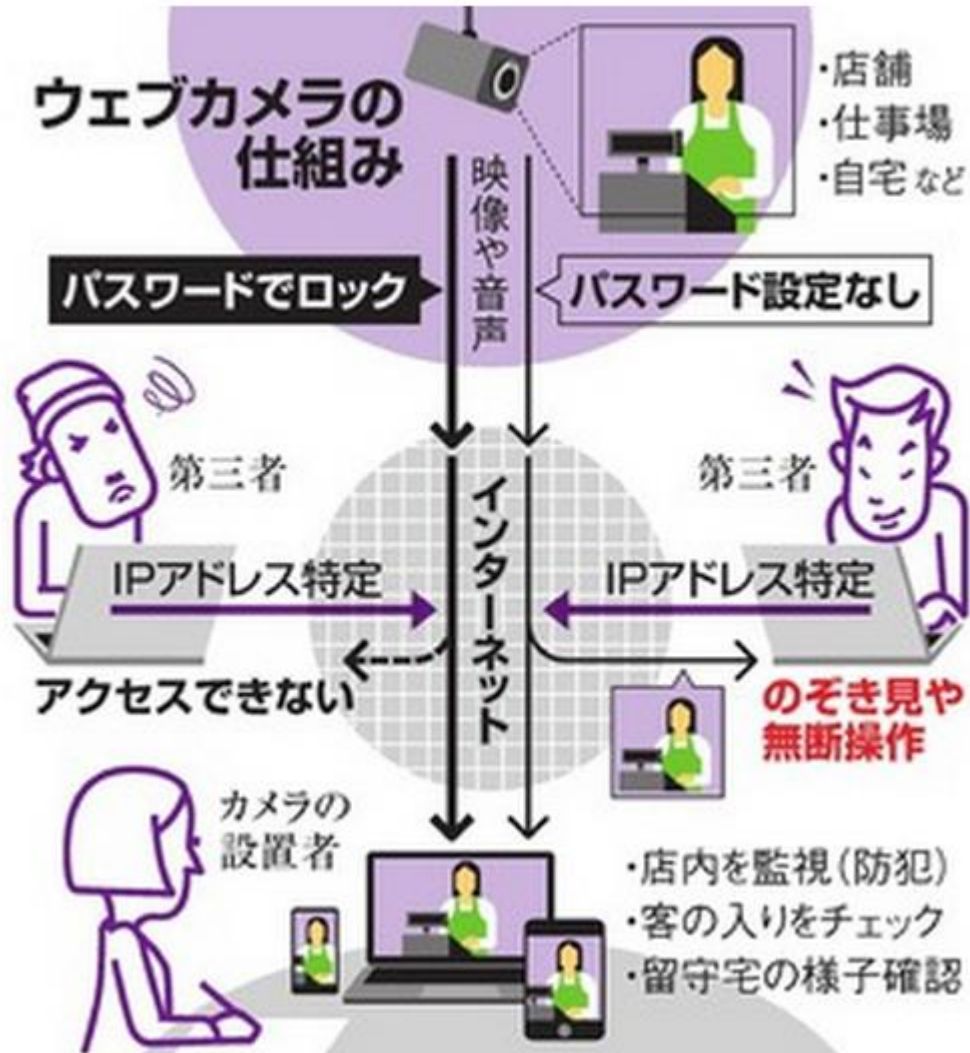 ウェブカメラの
仕組み
・店舗
・仕事場
・自宅など
映像や音声
パスワードでロック
パスワード設定なし
第三者
第三者
インターネット
IPアドレス特定
IPアドレス特定
アクセスできない
のぞき見や
無断操作
カメラの
設置者
・店内を監視(防犯)
・客の入りをチェック
・留守宅の様子確認